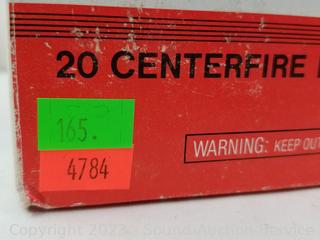 20 CENTERFIRE
165.
4784
WARNING: KEEP OUT
Copyright 2023 - Sound Auction Service